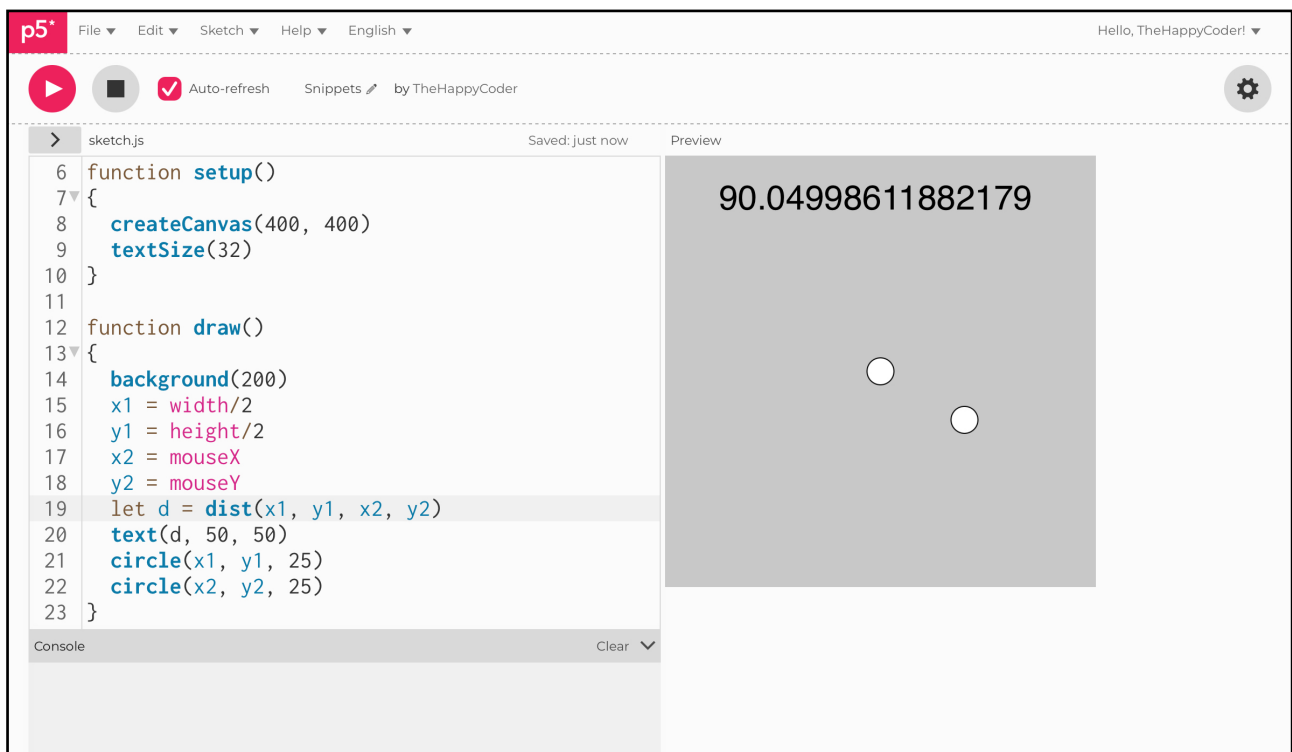 p5* File Edit Sketch Help English Hello, TheHappyCoder!
Auto-refresh Snippets by TheHappyCoder
sketch.js Saved: just now Preview
6 function setup()
7 {
8 createCanvas(400, 400)
9 textSize(32)
10 }
11
12 function draw()
13 {
14 background(200)
15 x1 = width/2
16 y1 = height/2
17 x2 = mouseX
18 y2 = mouseY
19 let d = dist(x1, y1, x2, y2)
20 text(d, 50, 50)
21 circle(x1, y1, 25)
22 circle(x2, y2, 25)
23 }
Console Clear
90.04998611882179